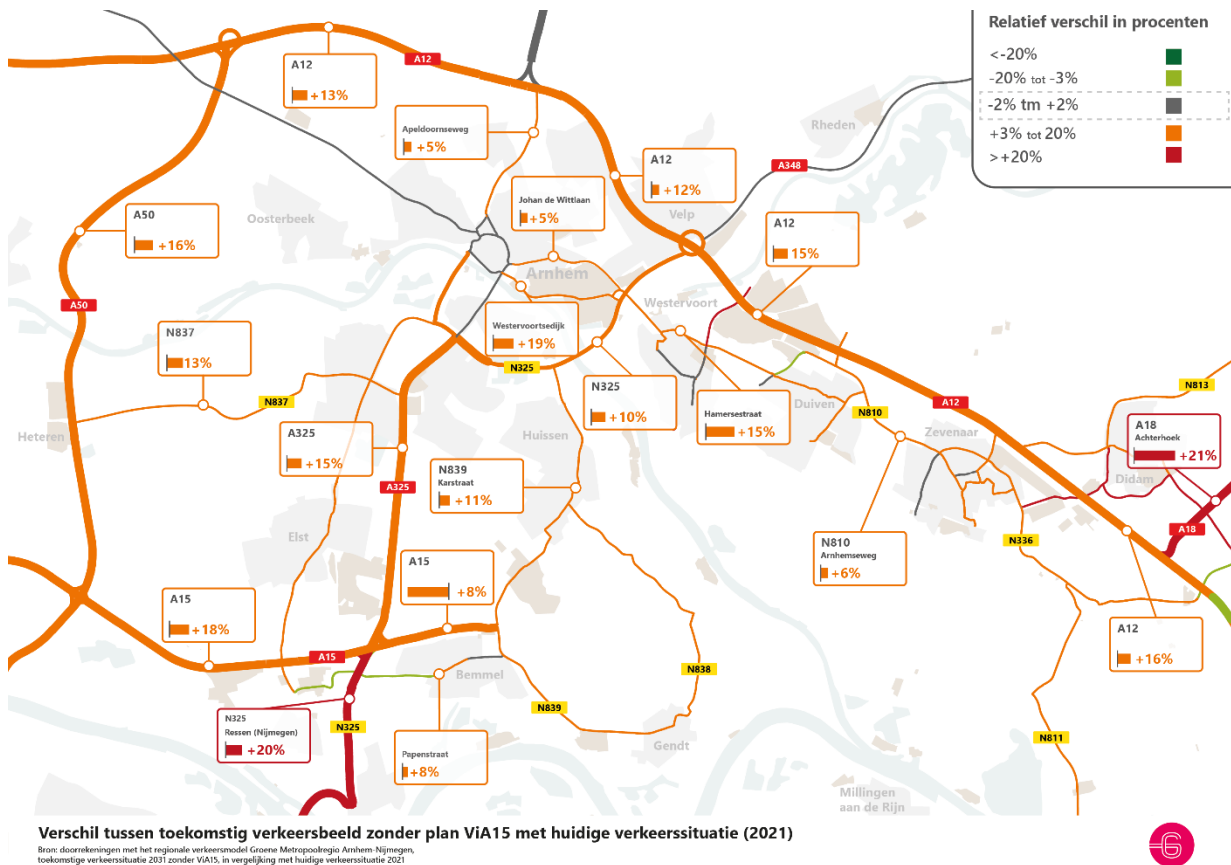 Relatief verschil in procenten
<-20%
-20% tot -3%
-2% tm +2%
+3% tot 20%
>+20%
A12
+13%
A12
Apeldoornseweg
+5%
Rheden
A348
A12
+12%
Velp
Johan de Wittlaan
+5%
Oosterbeek
A50
+16%
A12
15%
Arnhem
Westervoort
A50
N837
13%
Westervoortsedijk
+19%
N325
N325
+10%
Hamersestraat
+15%
Duiven
N810
A12
N813
N837
Heteren
A325
+15%
Huissen
Zevenaar
A18
Achterhoek
+21%
Didam
A325
N839
Karstraat
+11%
A18
Elst
N810
Arnhemseweg
+6%
N336
A15
+8%
A15
+18%
A12
+16%
A15
Bemmel
N838
N325
Ressen (Nijmegen)
+20%
N325
N839
Papenstraat
+8%
Gendt
N811
Millingen
aan de Rijn
Verschil tussen toekomstig verkeersbeeld zonder plan ViA15 met huidige verkeerssituatie (2021)
Bron: doorrekeningen met het regionale verkeersmodel Groene Metropoolregio Arnhem-Nijmegen,
toekomstige verkeerssituatie 2031 zonder ViA15, in vergelijking met huidige verkeerssituatie 2021